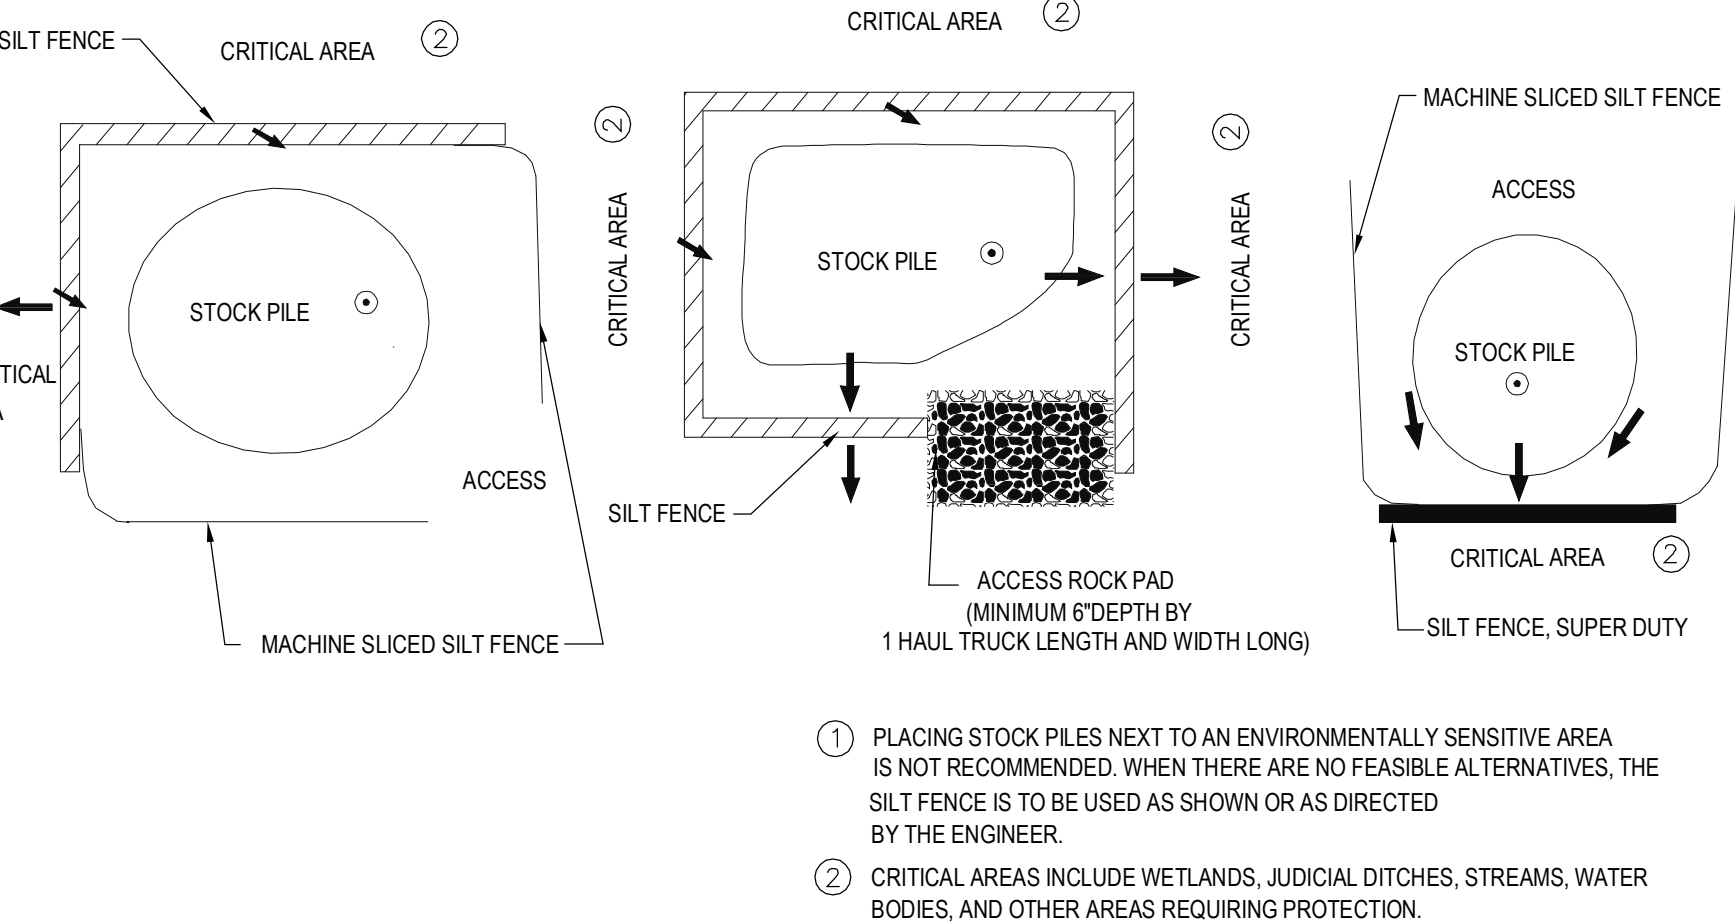 SILT FENCE
CRITICAL AREA
2
TICAL
A
STOCK PILE
ACCESS
MACHINE SLICED SILT FENCE
CRITICAL AREA
2
2
CRITICAL AREA
STOCK PILE
2
CRITICAL AREA
SILT FENCE
ACCESS ROCK PAD
(MINIMUM 6"DEPTH BY
1 HAUL TRUCK LENGTH AND WIDTH LONG)
MACHINE SLICED SILT FENCE
ACCESS
STOCK PILE
CRITICAL AREA
2
SILT FENCE, SUPER DUTY
1 PLACING STOCK PILES NEXT TO AN ENVIRONMENTALLY SENSITIVE AREA
IS NOT RECOMMENDED. WHEN THERE ARE NO FEASIBLE ALTERNATIVES, THE
SILT FENCE IS TO BE USED AS SHOWN OR AS DIRECTED
BY THE ENGINEER.
2 CRITICAL AREAS INCLUDE WETLANDS, JUDICIAL DITCHES, STREAMS, WATER
BODIES, AND OTHER AREAS REQUIRING PROTECTION.